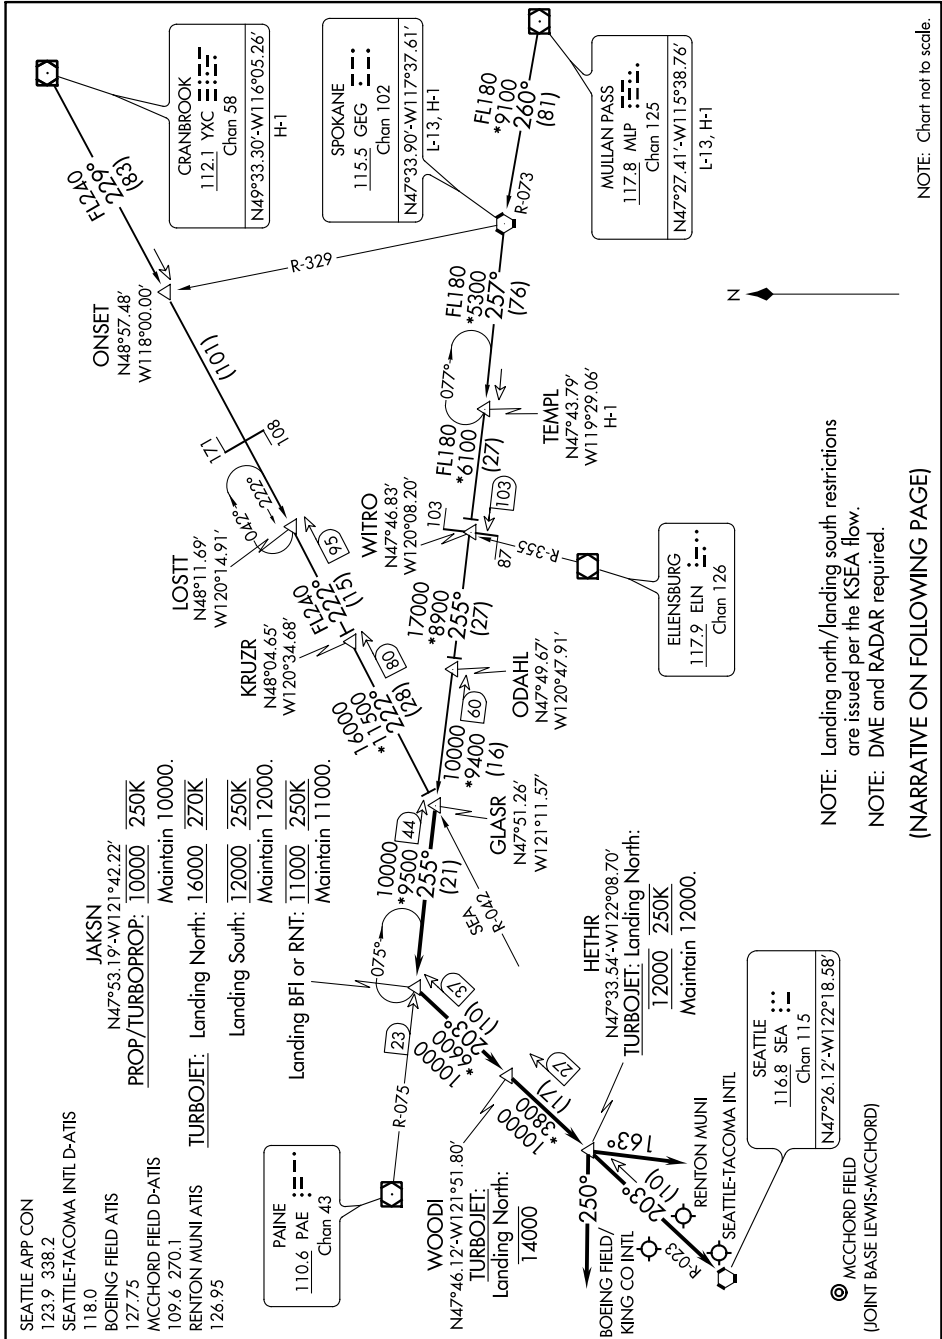 SEATTLE APP CON
123.9 338.2
SEATTLE-TACOMA INTL D-ATIS
118.0
BOEING FIELD ATIS
127.75
MCCHORD FIELD D-ATIS
109.6 270.1
RENTON MUNI ATIS
126.95
JAKSN
N47°53.19'-W121°42.22'
PROP/TURBOPROP: 10000 250K
Maintain 10000.
TURBOJET: Landing North: 16000 270K
Landing South: 12000 250K
Maintain 12000.
Landing BFI or RNT: 11000 250K
Maintain 11000.
ONSET
N48°57.48'
W118°00.00'
FL240
229°
(83)
CRANBROOK
112.1 YXC
Chan 58
N49°33.30'-W116°05.26'
H-1
SPOKANE
115.5 GEG
Chan 102
N47°33.90'-W117°37.61'
L-13, H-1
R-329
(101)
171
108
LOSTT
N48°11.69'
W120°14.91'
042°
222°
95
FL240
222°
(15)
KRUZR
N48°04.65'
W120°34.68'
80
16000
*11500
222°
(28)
FL180
*9100
260°
(81)
R-073
MULLAN PASS
117.8 MLP
Chan 125
N47°27.41'-W115°38.76'
L-13, H-1
FL180
*5300
257°
(76)
077°
TEMPL
N47°43.79'
W119°29.06'
H-1
FL180
*6100
(27)
WITRO
N47°46.83'
W120°08.20'
103
87
103
R-355
ELLENSBURG
117.9 ELN
Chan 126
17000
*8900
255°
(27)
ODAHL
N47°49.67'
W120°47.91'
60
10000
*9400
(16)
GLASR
N47°51.26'
W121°11.57'
44
SEA
R-042
10000
*9500
255°
(21)
075°
23
37
R-075
PAINE
110.6 PAE
Chan 43
10000
*6600
203°
(10)
WOODI
N47°46.12'-W121°51.80'
TURBOJET:
Landing North:
14000
27
10000
*3800
(17)
HETHR
N47°33.54'-W122°08.70'
TURBOJET: Landing North:
12000 250K
Maintain 12000.
250°
163°
203°
(10)
R-023
BOEING FIELD/
KING CO INTL
RENTON MUNI
SEATTLE-TACOMA INTL
SEATTLE
116.8 SEA
Chan 115
N47°26.12'-W122°18.58'
MCCHORD FIELD
(JOINT BASE LEWIS-MCCHORD)
N
NOTE: Landing north/landing south restrictions
are issued per the KSEA flow.
NOTE: DME and RADAR required.
(NARRATIVE ON FOLLOWING PAGE)
NOTE: Chart not to scale.